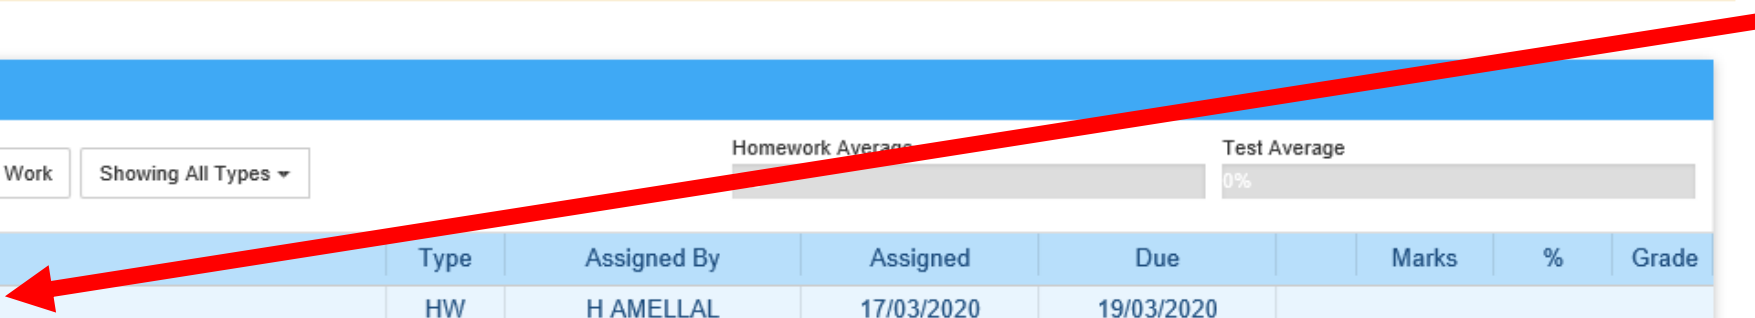 Homework Average Test Average
Work Showing All Types
0%
Type Assigned By Assigned Due Marks % Grade
HW H AMELLAL 17/03/2020 19/03/2020